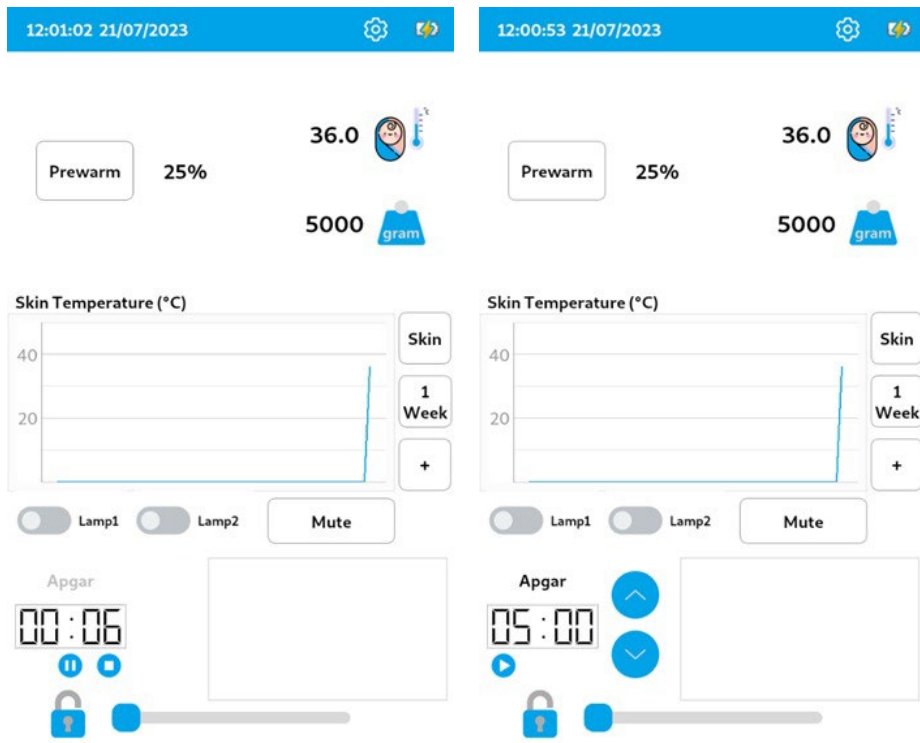 12:01:02 21/07/2023
36.0
°C
Prewarm 25%
5000
gram
Skin Temperature (°C)
40
20
Skin
1
Week
+
Lamp1 Lamp2 Mute
Apgar
00:06
12:00:53 21/07/2023
36.0
°C
Prewarm 25%
5000
gram
Skin Temperature (°C)
40
20
Skin
1
Week
+
Lamp1 Lamp2 Mute
Apgar
05:00